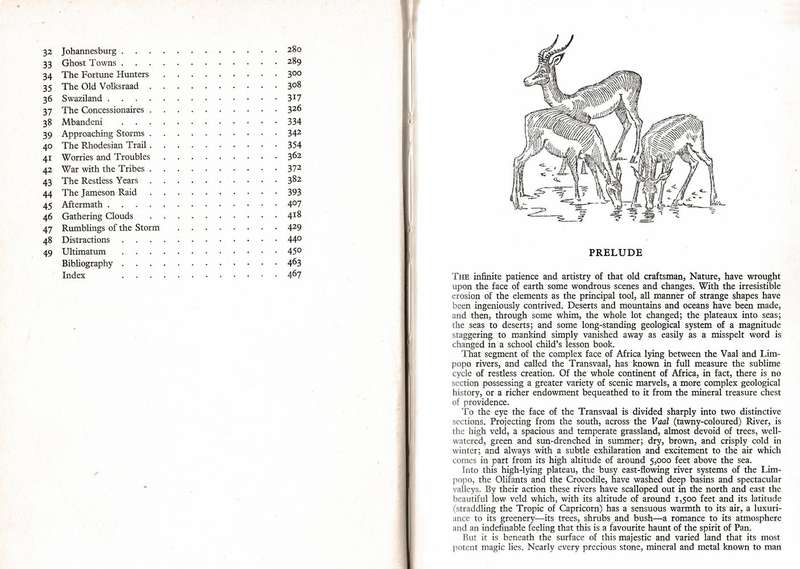 32 Johannesburg . . . . . . . . . . . . 280
33 Ghost Towns . . . . . . . . . . . . 289
34 The Fortune Hunters . . . . . . . . . . 300
35 The Old Volksraad . . . . . . . . . . 308
36 Swaziland . . . . . . . . . . . . . 317
37 The Concessionaires . . . . . . . . . . 326
38 Mbandeni . . . . . . . . . . . . 334
39 Approaching Storms . . . . . . . . . . 342
40 The Rhodesian Trail . . . . . . . . . . 354
41 Worries and Troubles . . . . . . . . . 362
42 War with the Tribes . . . . . . . . . . 372
43 The Restless Years . . . . . . . . . . 382
44 The Jameson Raid . . . . . . . . . . 393
45 Aftermath . . . . . . . . . . . . . 407
46 Gathering Clouds . . . . . . . . . . 418
47 Rumblings of the Storm . . . . . . . . . 429
48 Distractions . . . . . . . . . . . . 440
49 Ultimatum . . . . . . . . . . . . 450
Bibliography . . . . . . . . . . . . 463
Index . . . . . . . . . . . . 467
PRELUDE
THE infinite patience and artistry of that old craftsman, Nature, have wrought
upon the face of earth some wondrous scenes and changes. With the irresistible
erosion of the elements as the principal tool, all manner of strange shapes have
been ingeniously contrived. Deserts and mountains and oceans have been made,
and then, through some whim, the whole lot changed; the plateaux into seas;
the seas to deserts; and some long-standing geological system of a magnitude
staggering to mankind simply vanished away as easily as a misspelt word is
changed in a school child's lesson book.
That segment of the complex face of Africa lying between the Vaal and Lim-
popo rivers, and called the Transvaal, has known in full measure the sublime
cycle of restless creation. Of the whole continent of Africa, in fact, there is no
section possessing a greater variety of scenic marvels, a more complex geological
history, or a richer endowment bequeathed to it from the mineral treasure chest
of providence.
To the eye the face of the Transvaal is divided sharply into two distinctive
sections. Projecting from the south, across the Vaal (tawny-coloured) River, is
the high veld, a spacious and temperate grassland, almost devoid of trees, well-
watered, green and sun-drenched in summer; dry, brown, and crisply cold in
winter; and always with a subtle exhilaration and excitement to the air which
comes in part from its high altitude of around 5,000 feet above the sea.
Into this high-lying plateau, the busy east-flowing river systems of the Lim-
popo, the Olifants and the Crocodile, have washed deep basins and spectacular
valleys. By their action these rivers have scalloped out in the north and east the
beautiful low veld which, with its altitude of around 1,500 feet and its latitude
(straddling the Tropic of Capricorn) has a sensuous warmth to its air, a luxuri-
ance to its greenery—its trees, shrubs and bush—a romance to its atmosphere
and an indefinable feeling that this is a favourite haunt of the spirit of Pan.
But it is beneath the surface of this majestic and varied land that its most
potent magic lies. Nearly every precious stone, mineral and metal known to man